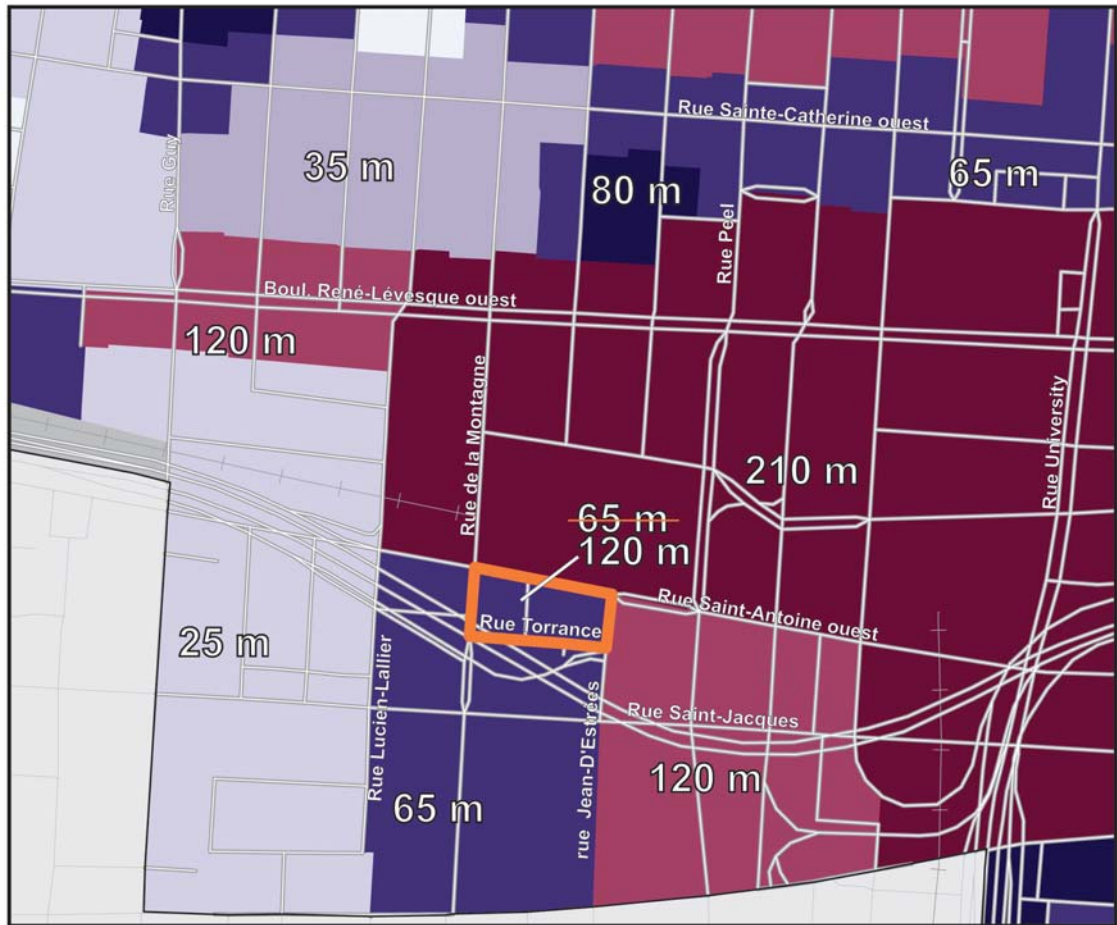 Rue Sainte-Catherine ouest
35 m
65 m
80 m
Rue Guy
Rue Peel
Boul. René-Lévesque ouest
120 m
Rue de la Montagne
Rue University
210 m
65 m
120 m
Rue Saint-Antoine ouest
Rue Torrance
25 m
Rue Lucien-Lallier
rue Jean-D'Estrées
Rue Saint-Jacques
120 m
65 m